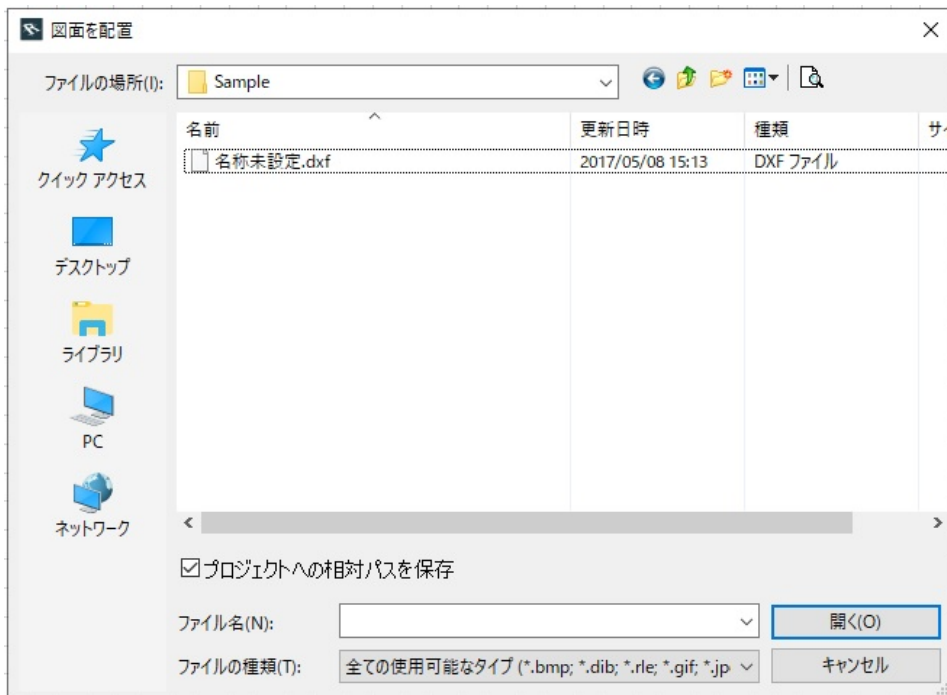 図面を配置
ファイルの場所(I):
Sample
名前
更新日時
種類
サイ
名称未設定.dxf
2017/05/08 15:13
DXF ファイル
クイック アクセス
デスクトップ
ライブラリ
PC
ネットワーク
プロジェクトへの相対パスを保存
ファイル名(N):
開く(O)
ファイルの種類(T):
全ての使用可能なタイプ (*.bmp; *.dib; *.rle; *.gif; *.jp
キャンセル